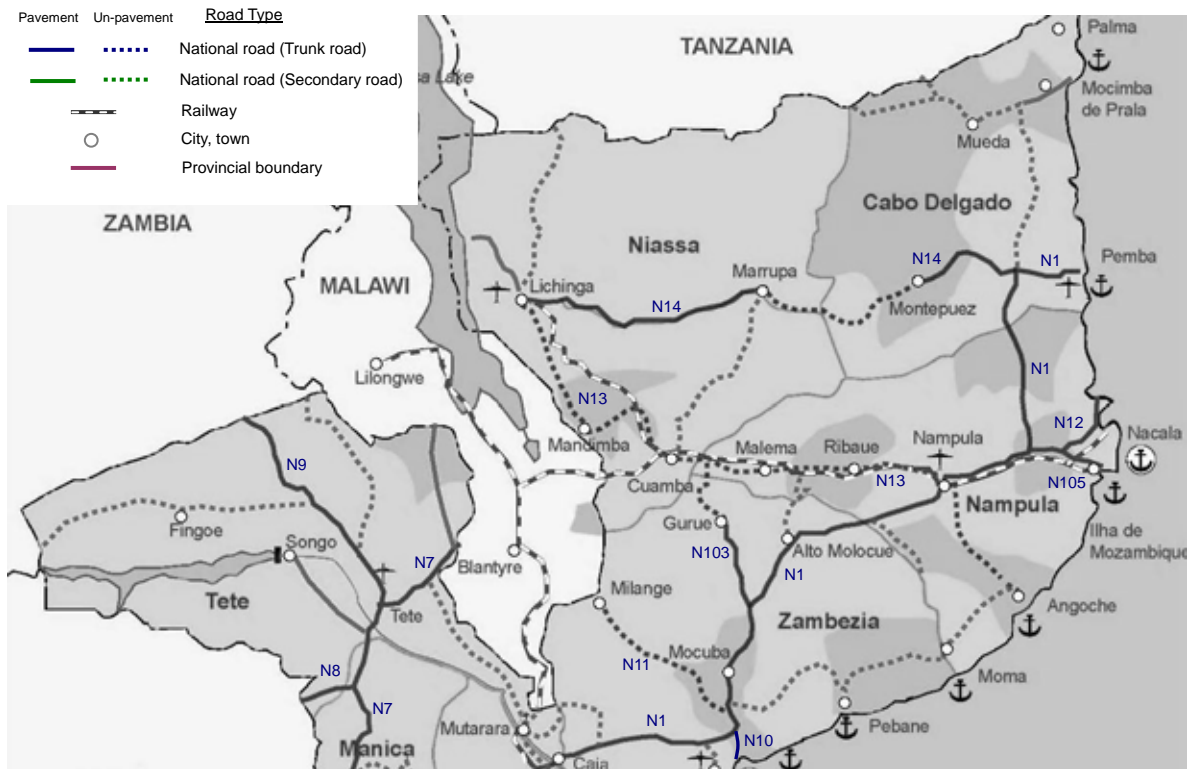 Pavement Un-pavement Road Type
National road (Trunk road)
National road (Secondary road)
Railway
City, town
Provincial boundary
TANZANIA
Palma
Lake
Mocimba
de Prala
Mueda
ZAMBIA
Cabo Delgado
Niassa
MALAWI
Marrupa
N14
N1
Pemba
Lichinga
N14
Montepuez
Lilongwe
N1
N13
N12
Mandimba
Malema
Ribaue
Nampula
Nacala
N9
Cuamba
N13
N105
Nampula
Fingoe
Gurue
Ilha de
Mozambique
Songo
N103
Alto Molocue
N7
Blantyre
N1
Milange
Angoche
Tete
Tete
Zambezia
Mocuba
N11
N8
Moma
N7
Mutarara
N1
Pebane
N10
Manica
Caia